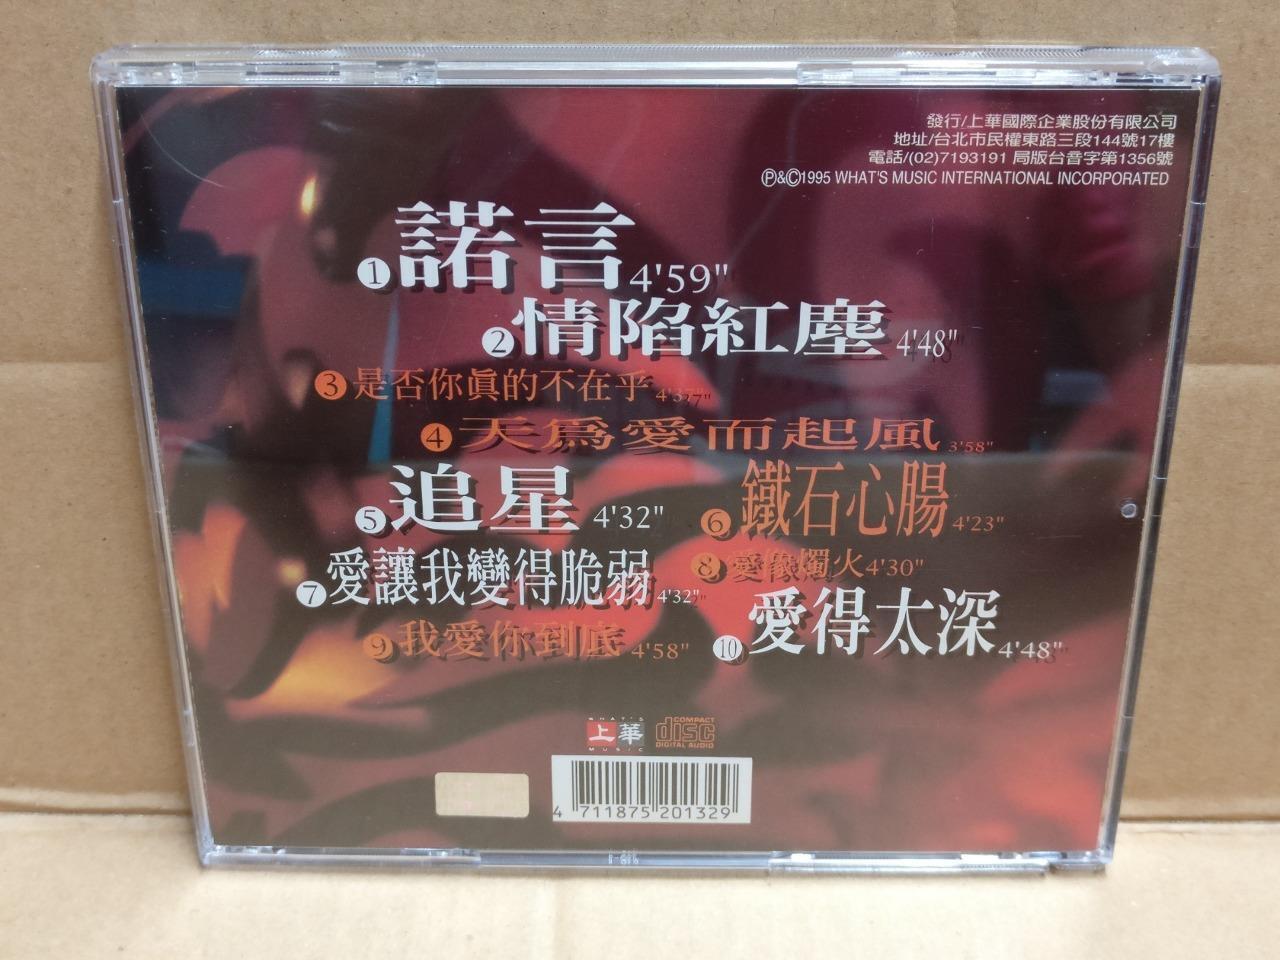 發行/上華國際企業股份有限公司
地址/台北市民權東路三段144號17樓
電話/(02)7193191 局版台音字第1356號
Ⓟ&©1995 WHAT'S MUSIC INTERNATIONAL INCORPORATED
1 諾言 4'59"
2 情陷紅塵 4'48"
3 是否你眞的不在乎 4'37"
4 天為愛而起風 3'58"
5 追星 4'32"
6 鐵石心腸 4'23"
7 愛讓我變得脆弱 4'32"
8 愛像燭火 4'30"
9 我愛你到底 4'58"
10 愛得太深 4'48"
WHAT'S
上華
MUSIC
COMPACT
disc
DIGITAL AUDIO
4 711875 201329